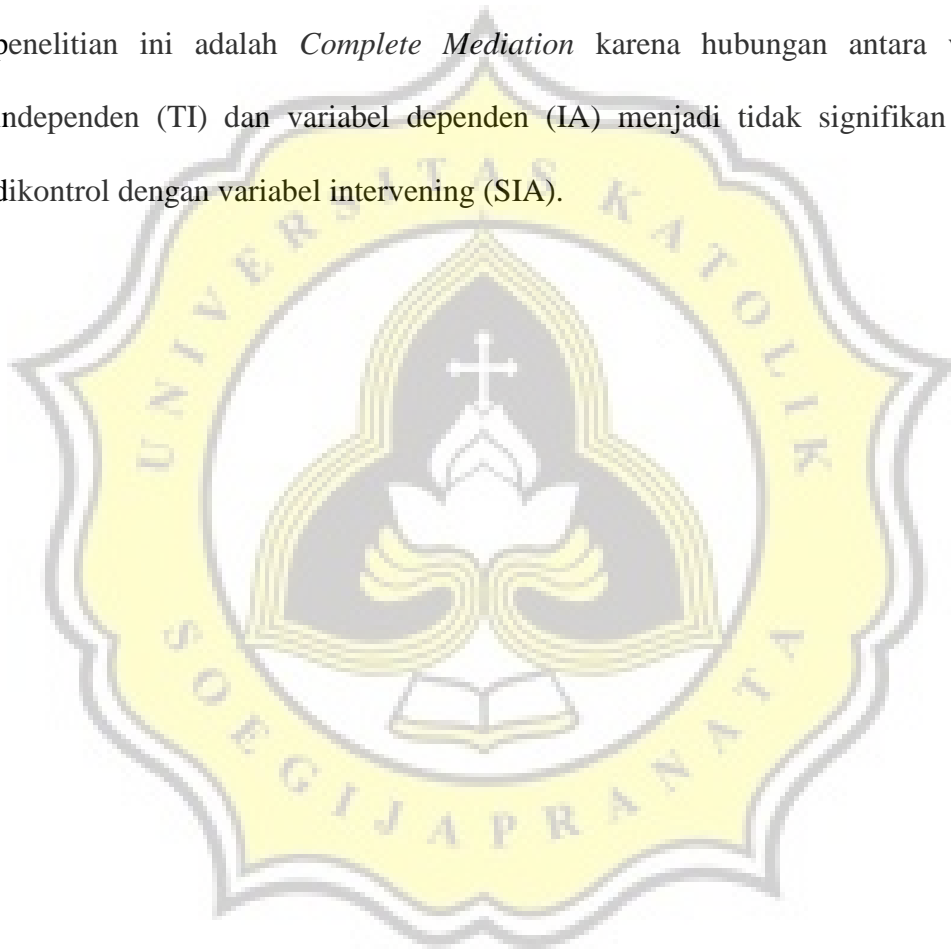 penelitian ini adalah Complete Mediation karena hubungan antara
independen (TI) dan variabel dependen (IA) menjadi tidak signifikan
dikontrol dengan variabel intervening (SIA).
UNIVERSITAS KATOLIK
SOEGIJAPRANATA